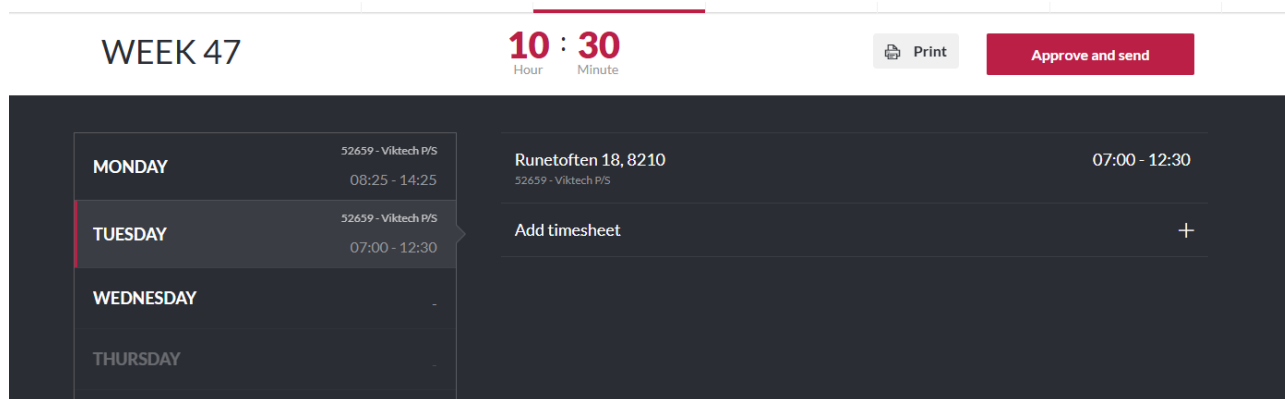 WEEK 47
10 : 30
Hour Minute
Print
Approve and send
MONDAY
52659 - Viktech P/S
08:25 - 14:25
TUESDAY
52659 - Viktech P/S
07:00 - 12:30
WEDNESDAY
-
THURSDAY
-
Runetoften 18, 8210
07:00 - 12:30
52659 - Viktech P/S
Add timesheet
+